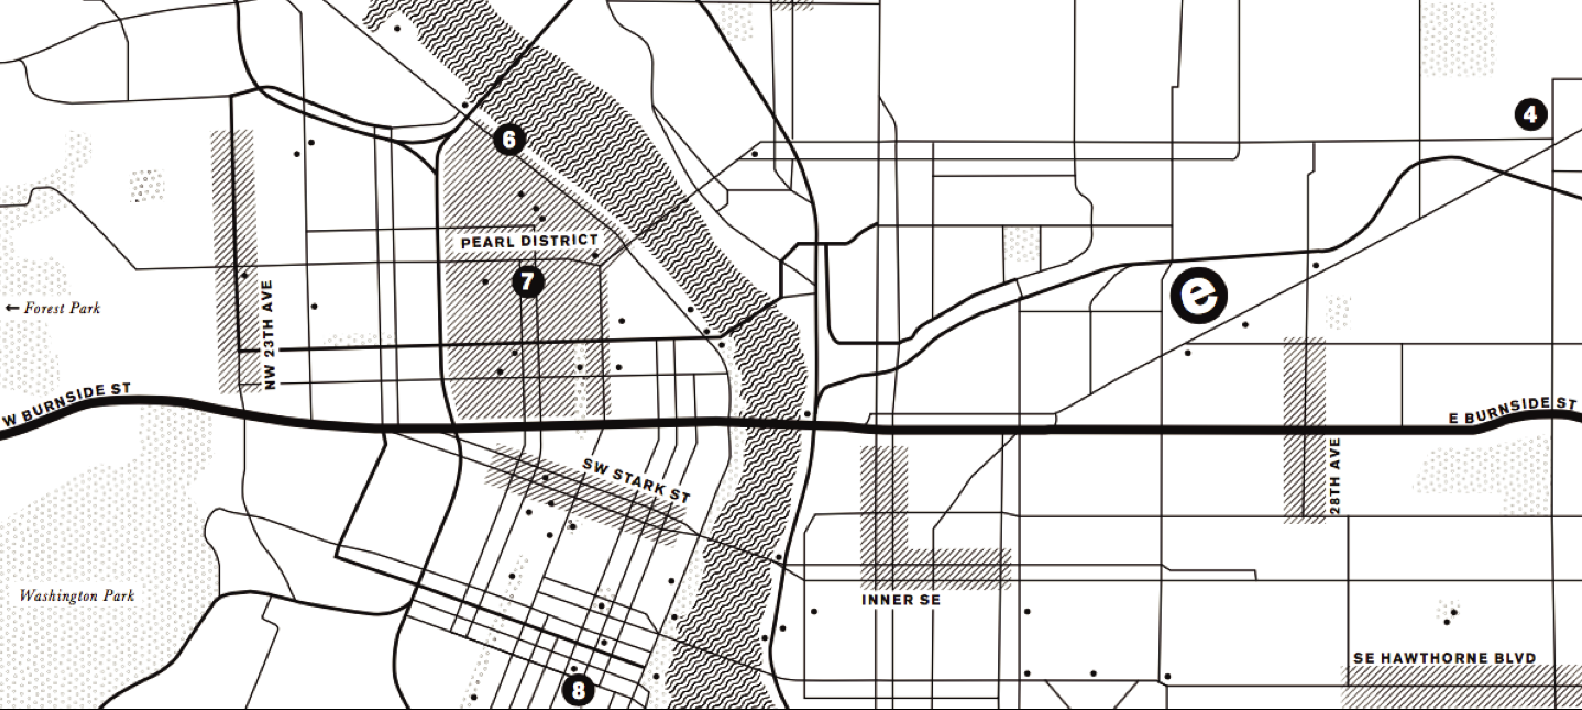 4
6
PEARL DISTRICT
7
e
← Forest Park
NW 23TH AVE
W BURNSIDE ST
E BURNSIDE ST
SW STARK ST
28TH AVE
Washington Park
INNER SE
SE HAWTHORNE BLVD
8